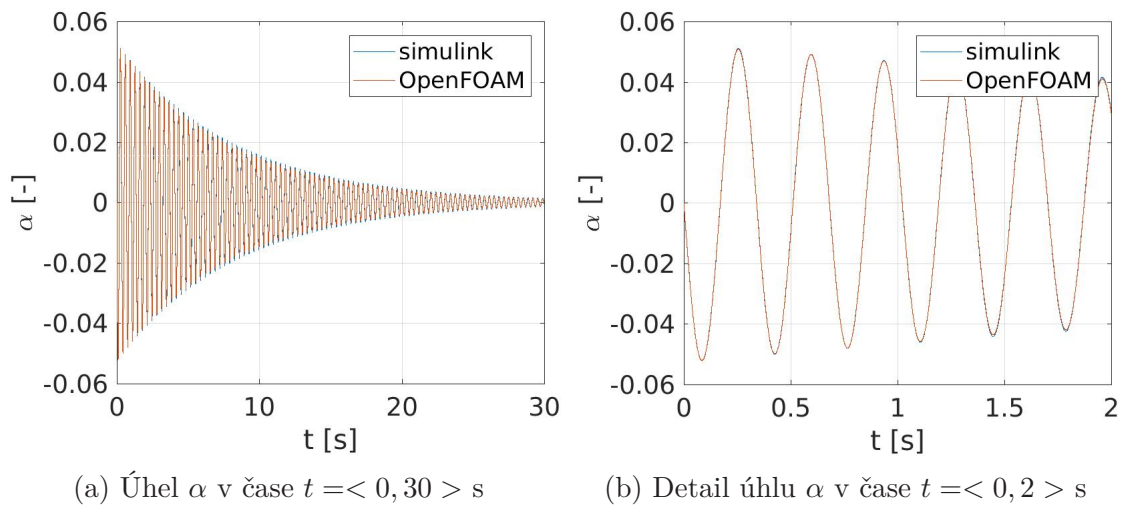 0.06
0.04
0.02
0
-0.02
-0.04
-0.06
α [-]
simulink
OpenFOAM
0 10 20 30
t [s]
(a) Úhel α v čase t =< 0, 30 > s
0.06
0.04
0.02
0
-0.02
-0.04
-0.06
α [-]
simulink
OpenFOAM
0 0.5 1 1.5 2
t [s]
(b) Detail úhlu α v čase t =< 0, 2 > s